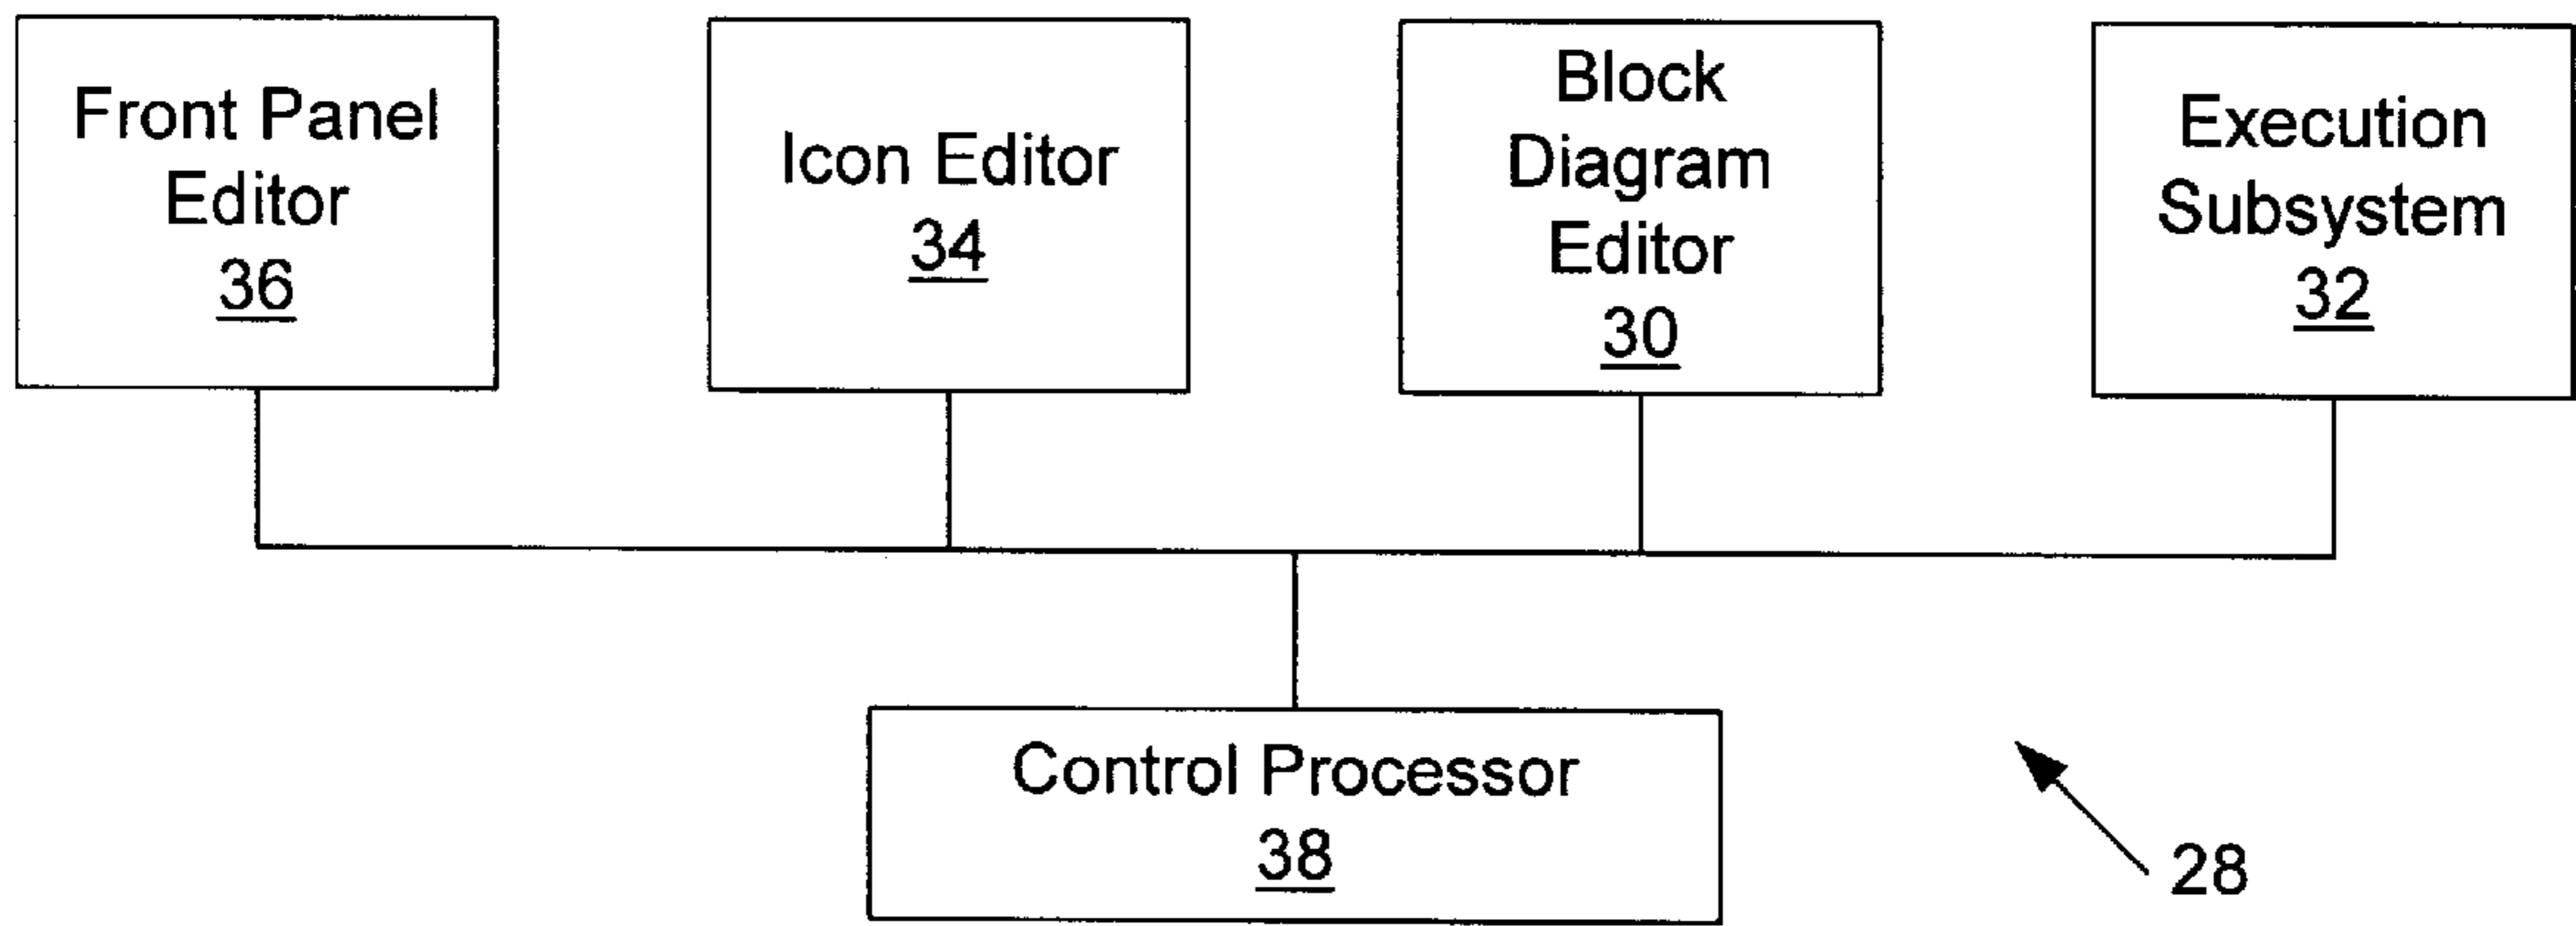 Front Panel
Editor
36
Icon Editor
34
Block
Diagram
Editor
30
Execution
Subsystem
32
Control Processor
38
28